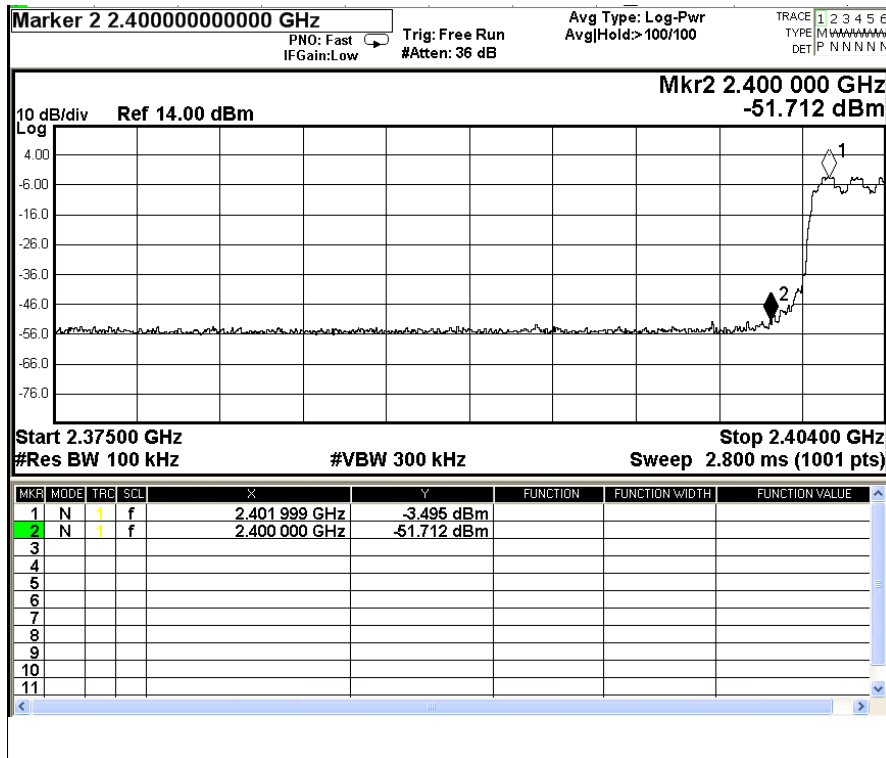 Marker 2 2.400000000000 GHz
PNO: Fast
IFGain:Low
Trig: Free Run
#Atten: 36 dB
Avg Type: Log-Pwr
Avg|Hold:>100/100
TRACE 1 2 3 4 5 6
TYPE M
DET P N N N N N
Mkr2 2.400 000 GHz
-51.712 dBm
10 dB/div Ref 14.00 dBm
Log
4.00
-6.00
-16.0
-26.0
-36.0
-46.0
-56.0
-66.0
-76.0
1
2
Start 2.37500 GHz Stop 2.40400 GHz
#Res BW 100 kHz #VBW 300 kHz Sweep 2.800 ms (1001 pts)
MKR MODE TRC SCL X Y FUNCTION FUNCTION WIDTH FUNCTION VALUE
1 N 1 f 2.401 999 GHz -3.495 dBm
2 N 1 f 2.400 000 GHz -51.712 dBm
3
4
5
6
7
8
9
10
11